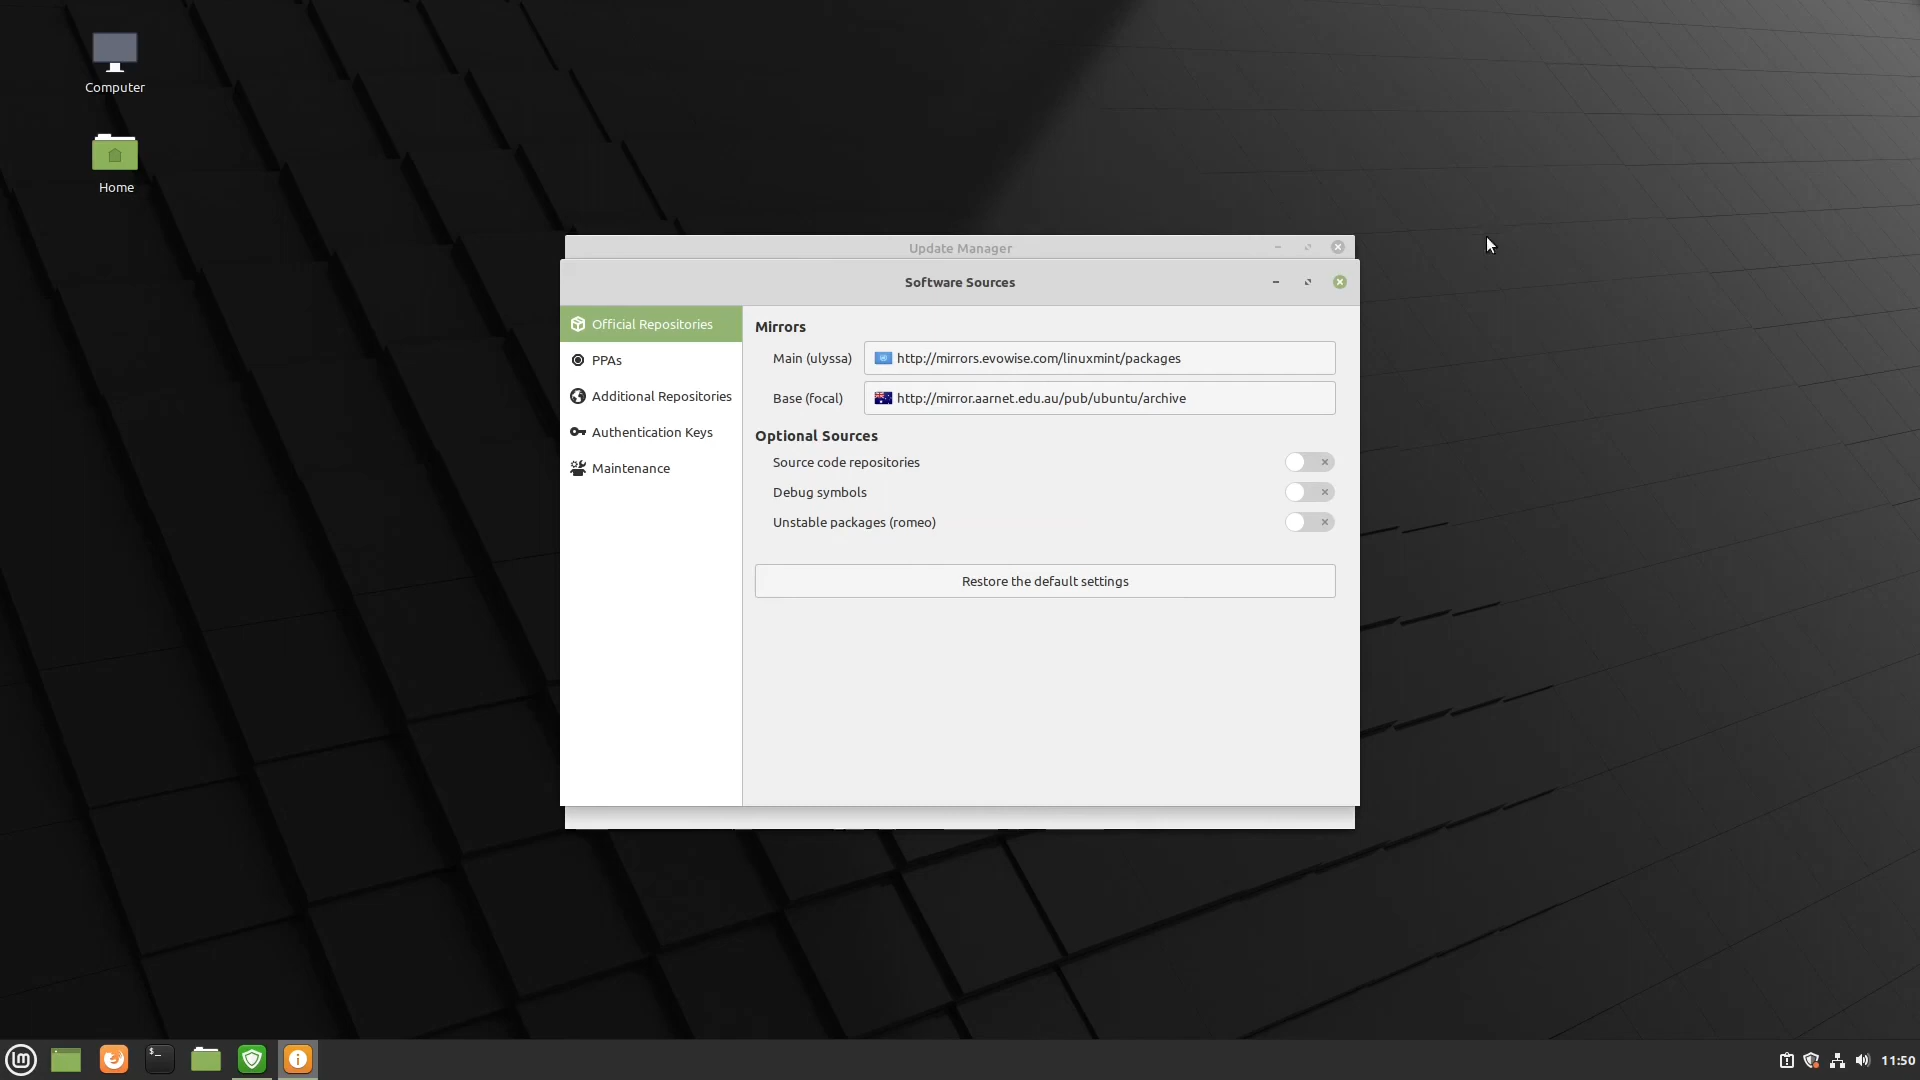 Computer
Home
Update Manager
Software Sources
Official Repositories
PPAs
Additional Repositories
Authentication Keys
Maintenance
Mirrors
Main (ulyssa) http://mirrors.evowise.com/linuxmint/packages
Base (focal) http://mirror.aarnet.edu.au/pub/ubuntu/archive
Optional Sources
Source code repositories
Debug symbols
Unstable packages (romeo)
Restore the default settings
11:50